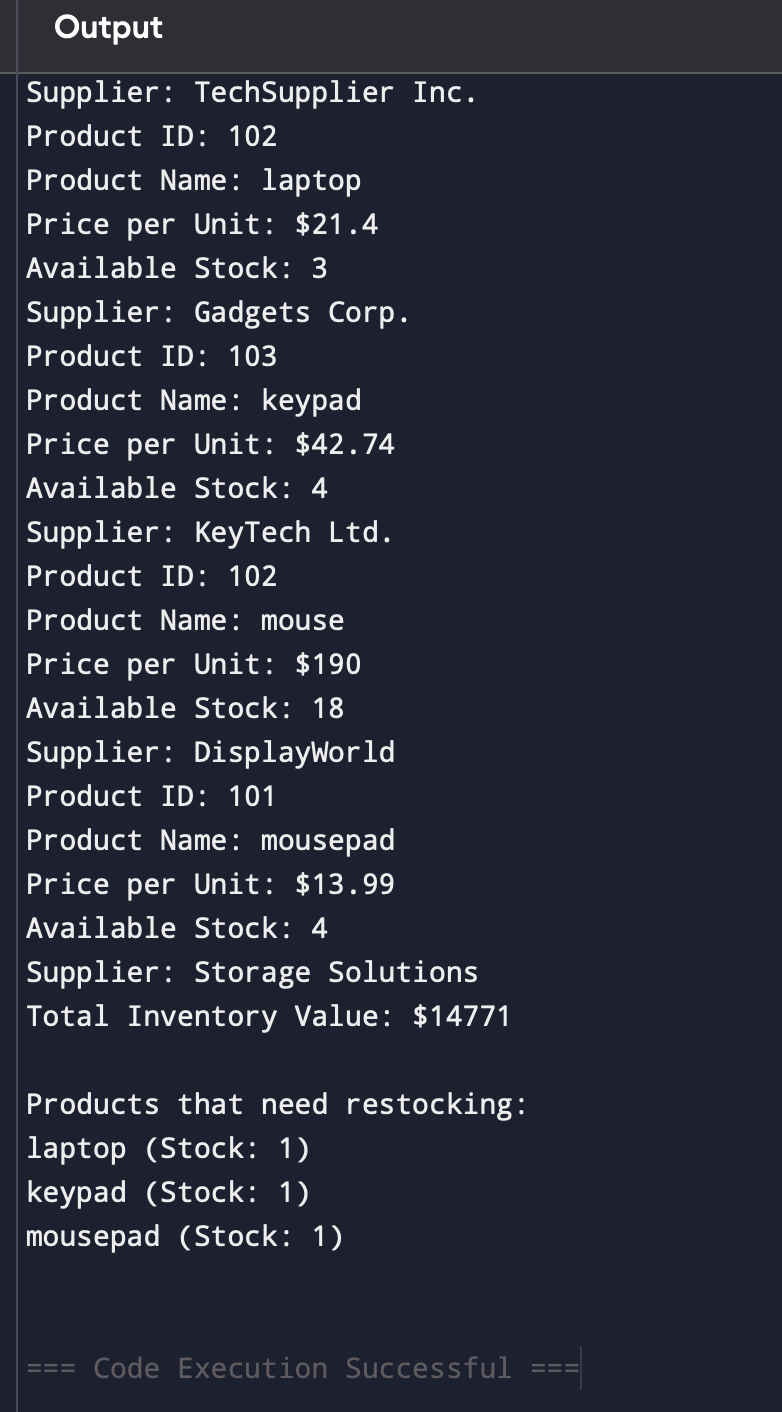 Output
Supplier: TechSupplier Inc.
Product ID: 102
Product Name: laptop
Price per Unit: $21.4
Available Stock: 3
Supplier: Gadgets Corp.
Product ID: 103
Product Name: keypad
Price per Unit: $42.74
Available Stock: 4
Supplier: KeyTech Ltd.
Product ID: 102
Product Name: mouse
Price per Unit: $190
Available Stock: 18
Supplier: DisplayWorld
Product ID: 101
Product Name: mousepad
Price per Unit: $13.99
Available Stock: 4
Supplier: Storage Solutions
Total Inventory Value: $14771
Products that need restocking:
laptop (Stock: 1)
keypad (Stock: 1)
mousepad (Stock: 1)
=== Code Execution Successful ===